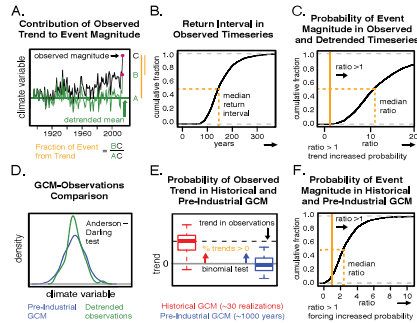 A.
Contribution of Observed
Trend to Event Magnitude
climate variable
observed magnitude
C
B
A
detrended mean
1920 1960 2000
Fraction of
Event from Trend
= BC
AC
B.
Return Interval in
Observed Timeseries
cumulative frequency
1.0
0.8
0.6
0.4
0.2
0.0
median
return
interval
0 100 200 300
years
C.
Probability of Event
Magnitude in Observed
and Detrended Timeseries
cumulative frequency
1.0
0.8
0.6
0.4
0.2
0.0
ratio >1
median
ratio
0 10 20
ratio
ratio > 1
trend increased probability
D.
GCM-Observations
Comparison
density
Anderson–
Darling
test
climate variable
Pre-Industrial
GCM
Detrended
observations
E.
Probability of Observed
Trend in Historical and
Pre-Industrial GCM
trend
0
trend in observations
% trends > 0
binomial test
Historical GCM (~30 realizations)
Pre-Industrial GCM (~1000 years)
F.
Probability of Event
Magnitude in Historical
and Pre-Industrial GCM
cumulative frequency
1.0
0.8
0.6
0.4
0.2
0.0
ratio >1
median
ratio
0 2 4 6 8 10
ratio
ratio > 1
forcing increased probability